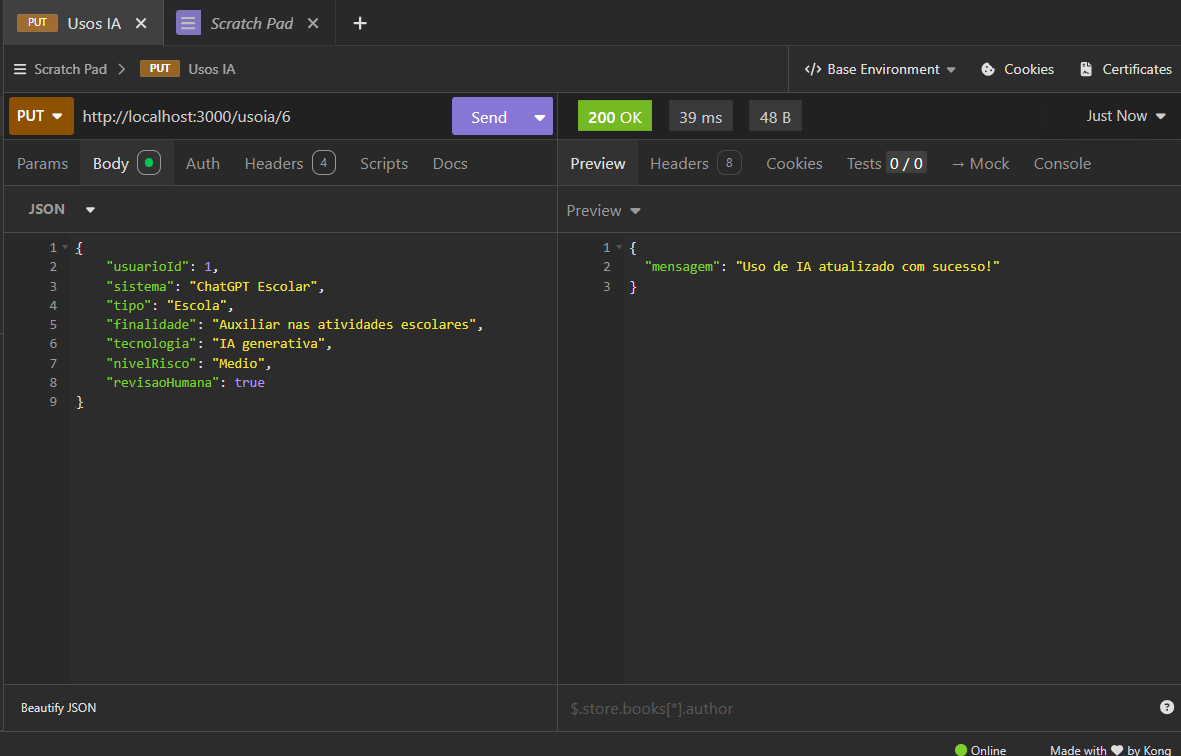 PUT Usos IA × Scratch Pad × +
Scratch Pad > PUT Usos IA
</> Base Environment Cookies Certificates
PUT http://localhost:3000/usoia/6 Send
200 OK 39 ms 48 B Just Now
Params Body Auth Headers 4 Scripts Docs
Preview Headers 8 Cookies Tests 0 / 0 → Mock Console
JSON
Preview
1 {
2 "usuarioId": 1,
3 "sistema": "ChatGPT Escolar",
4 "tipo": "Escola",
5 "finalidade": "Auxiliar nas atividades escolares",
6 "tecnologia": "IA generativa",
7 "nivelRisco": "Medio",
8 "revisaoHumana": true
9 }
1 {
2 "mensagem": "Uso de IA atualizado com sucesso!"
3 }
Beautify JSON
$.store.books[*].author ?
Online Made with ♥ by Kong